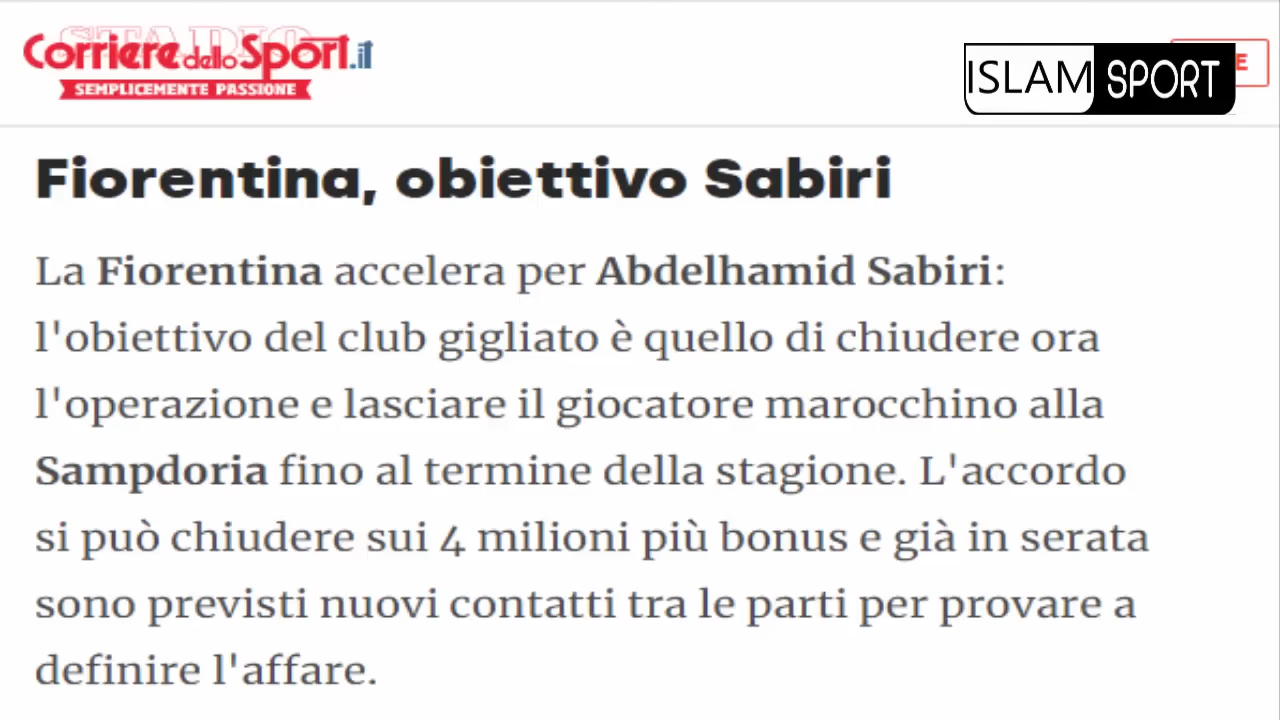 STADIO
Corriere dello Sport.it
SEMPLICEMENTE PASSIONE
ISLAM SPORT
E
Fiorentina, obiettivo Sabiri
La Fiorentina accelera per Abdelhamid Sabiri:
l'obiettivo del club gigliato è quello di chiudere ora
l'operazione e lasciare il giocatore marocchino alla
Sampdoria fino al termine della stagione. L'accordo
si può chiudere sui 4 milioni più bonus e già in serata
sono previsti nuovi contatti tra le parti per provare a
definire l'affare.